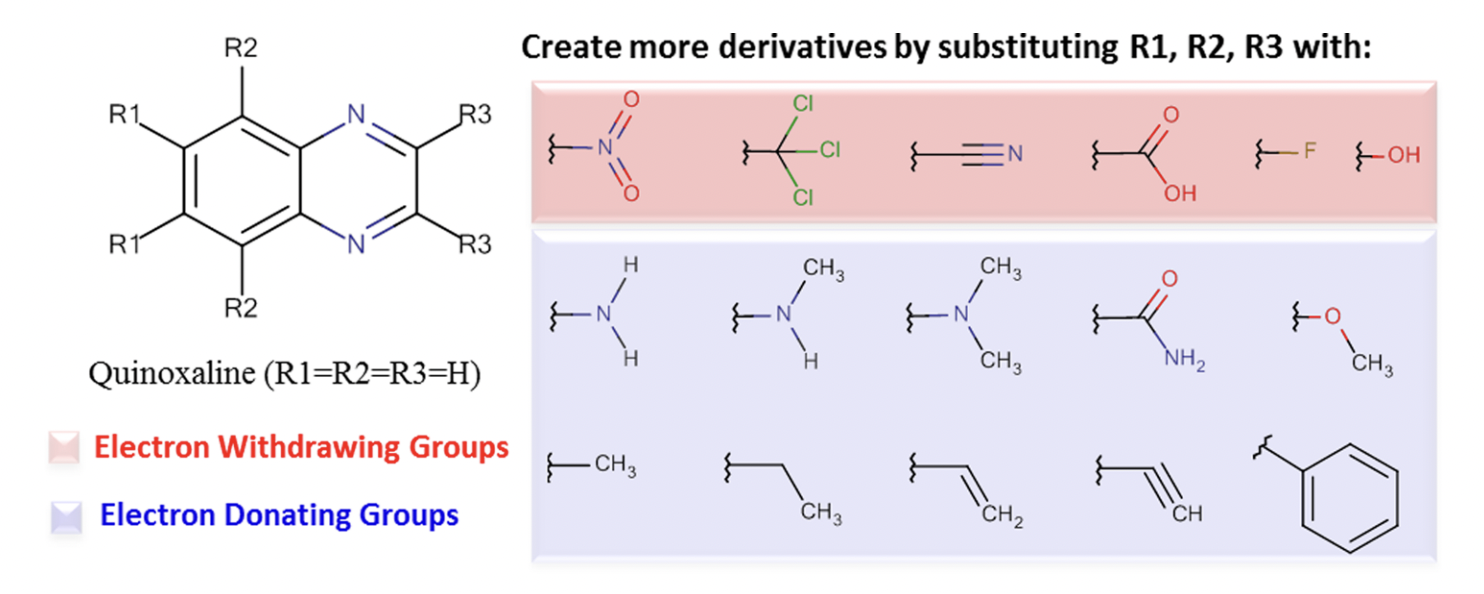 Create more derivatives by substituting R1, R2, R3 with:
R2
R1
N
R3
R1
N
R3
R2
Quinoxaline (R1=R2=R3=H)
Electron Withdrawing Groups
Electron Donating Groups
O
N
O
Cl
Cl
Cl
N
O
OH
F
OH
H
N
H
CH3
N
H
CH3
N
CH3
O
NH2
O
CH3
CH3
CH3
CH2
CH